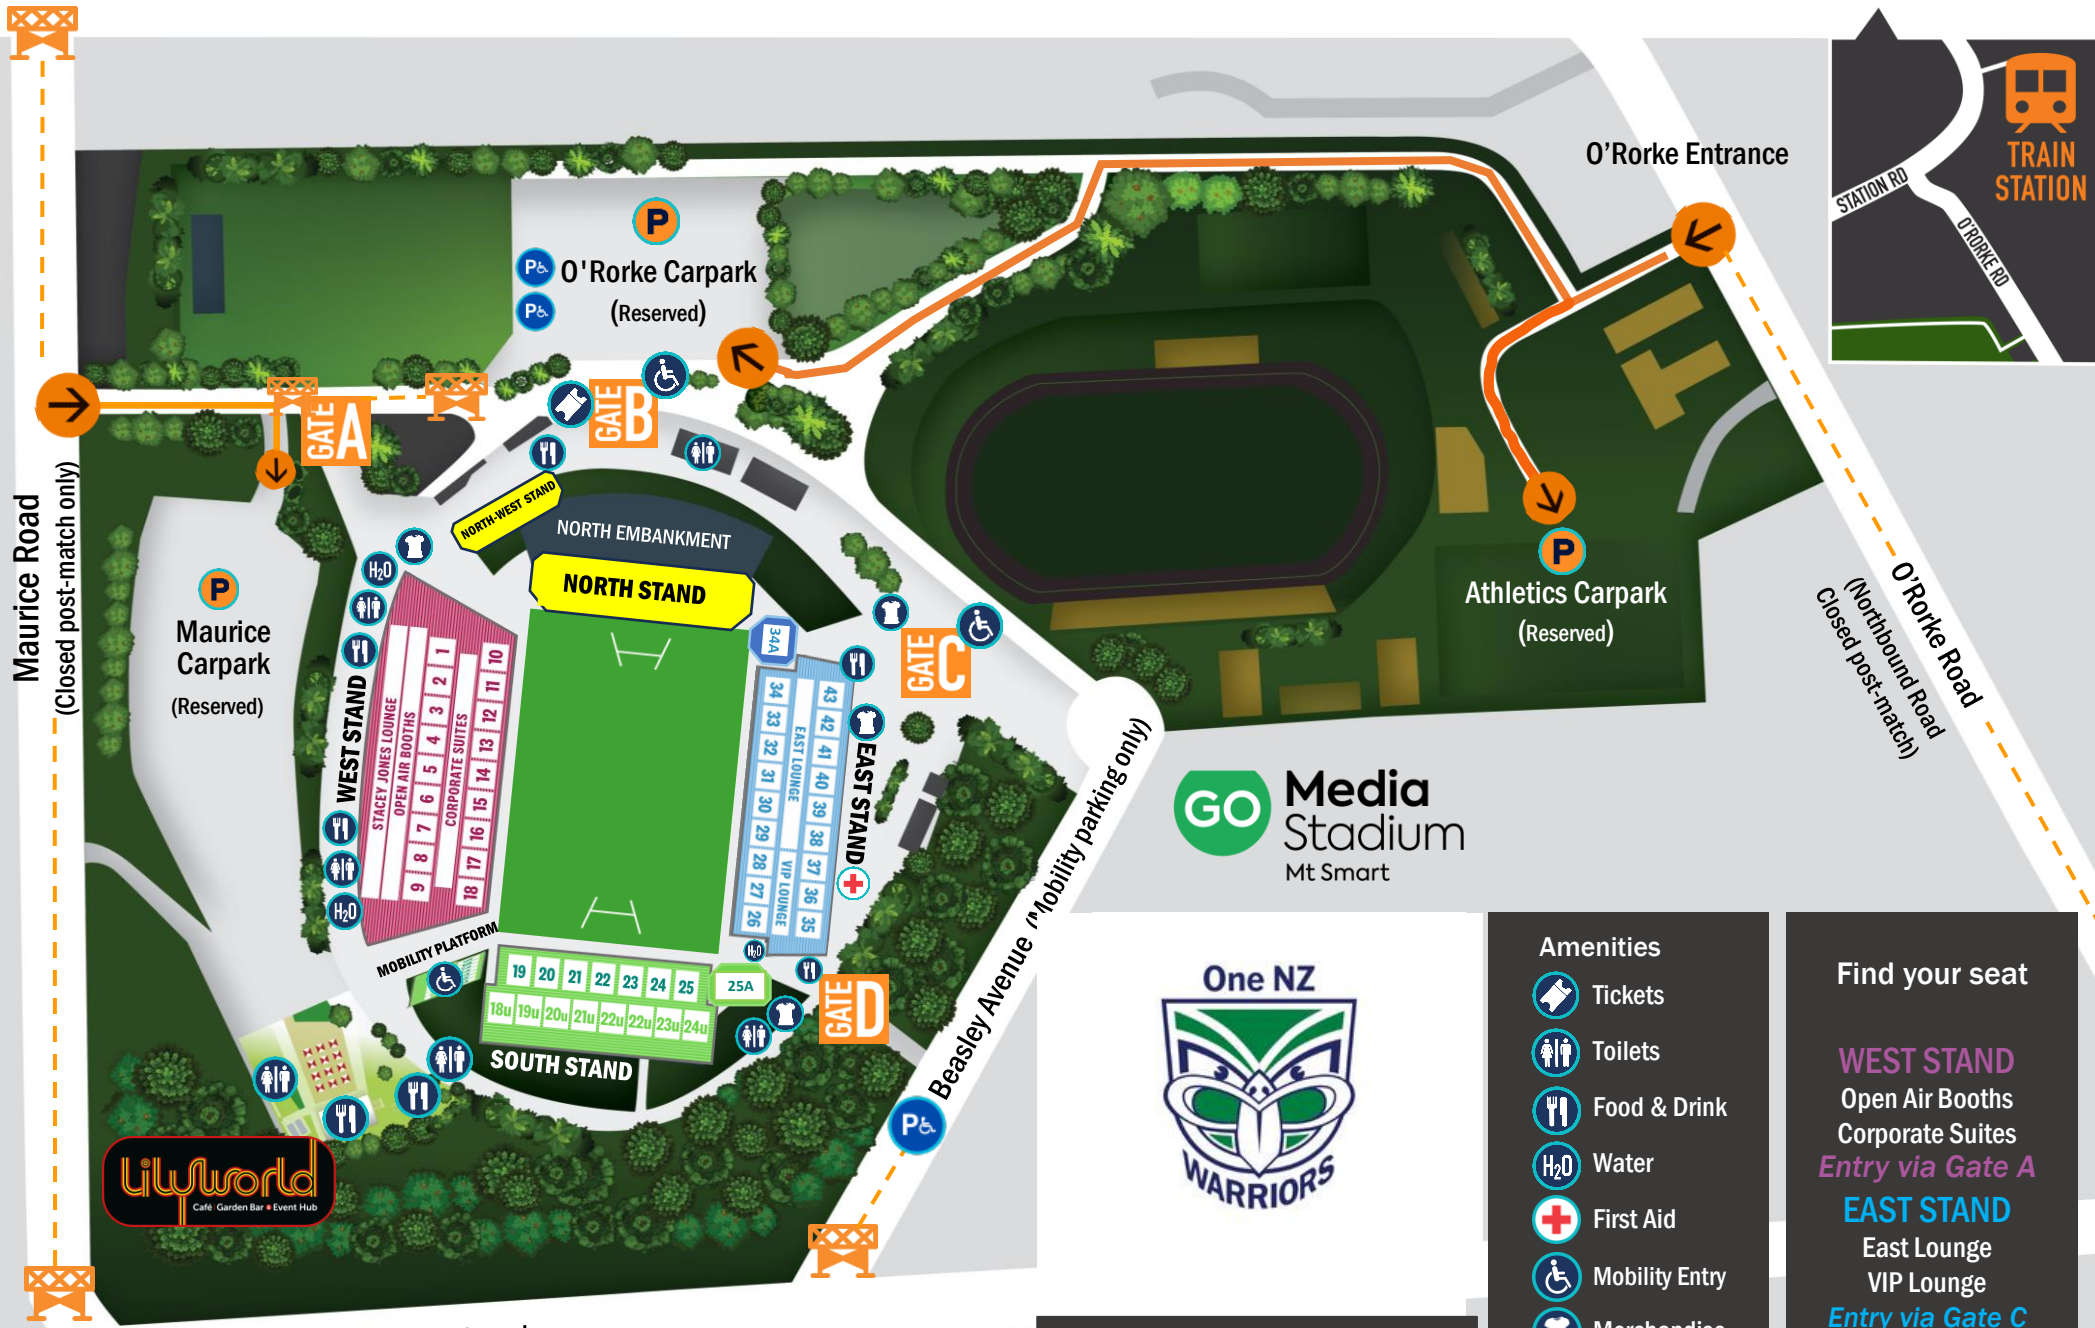 O'Rorke Entrance
TRAIN
STATION
STATION RD
O'RORKE RD
P
P
O'Rorke Carpark
P
(Reserved)
GATE A
GATE B
Maurice Road
(Closed post-match only)
NORTH-WEST STAND
NORTH EMBANKMENT
NORTH STAND
H2O
P
Maurice
Carpark
(Reserved)
WEST STAND
STACEY JONES LOUNGE
OPEN AIR BOOTHS
1 2 3 4 5 6 7 8 9
CORPORATE SUITES
10 11 12 13 14 15 16 17 18
H2O
34A
34 33 32 31 30 29 28 27 26
EAST LOUNGE
VIP LOUNGE
43 42 41 40 39 38 37 36 35
EAST STAND
GATE C
P
Athletics Carpark
(Reserved)
O'Rorke Road
(Northbound Road
Closed post-match)
MOBILITY PLATFORM
19 20 21 22 23 24 25
25A
18u 19u 20u 21u 22u 22u 23u 24u
SOUTH STAND
H2O
GATE D
Beasley Avenue (Mobility parking only)
P
Lilyworld
Café Garden Bar Event Hub
GO Media
Stadium
Mt Smart
One NZ
WARRIORS
Amenities
Tickets
Toilets
Food & Drink
H2O Water
First Aid
Mobility Entry
Merchandise
Find your seat
WEST STAND
Open Air Booths
Corporate Suites
Entry via Gate A
EAST STAND
East Lounge
VIP Lounge
Entry via Gate C